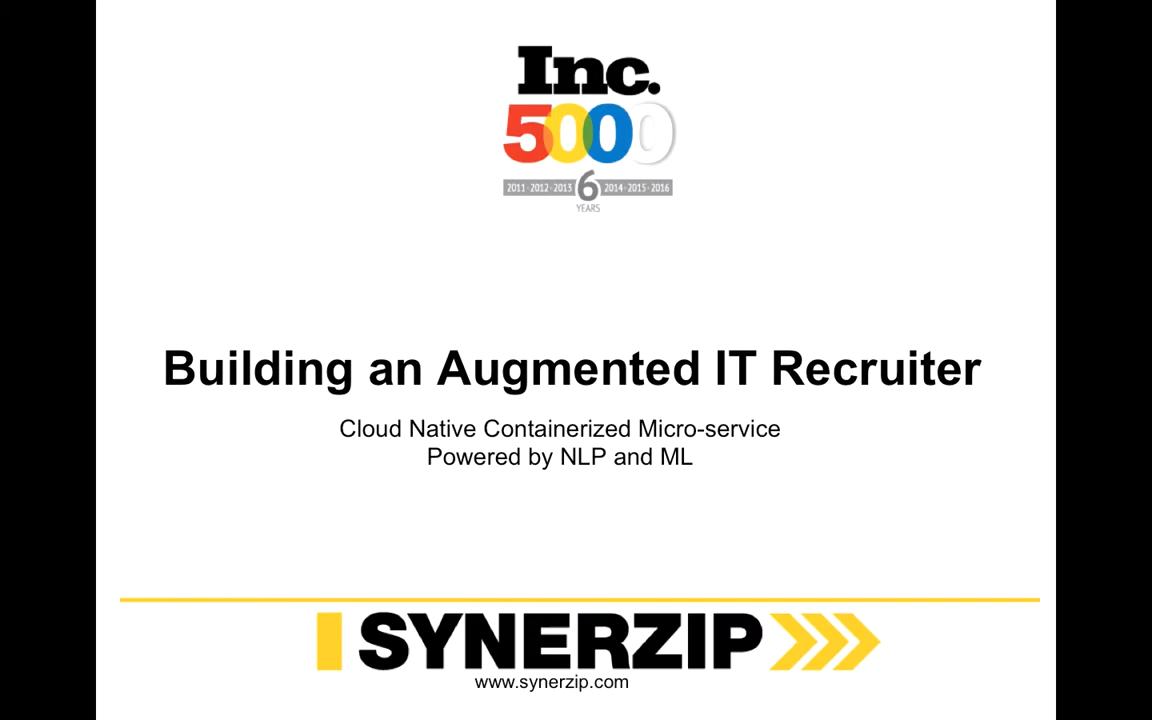 Inc.
5000
2011·2012·2013 6 2014·2015·2016
YEARS
Building an Augmented IT Recruiter
Cloud Native Containerized Micro-service
Powered by NLP and ML
SYNERZIP
www.synerzip.com